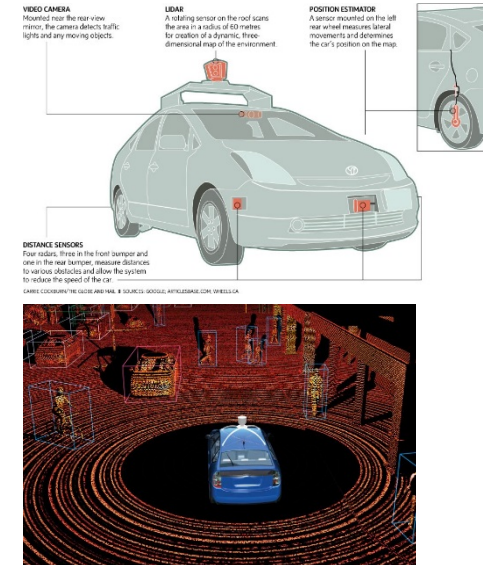 VIDEO CAMERA
Mounted near the rear-view
mirror, the camera detects traffic
lights and any moving objects.
LIDAR
A rotating sensor on the roof scans
the area in a radius of 60 metres
for creation of a dynamic, three-
dimensional map of the environment.
POSITION ESTIMATOR
A sensor mounted on the left
rear wheel measures lateral
movements and determines
the car's position on the map.
DISTANCE SENSORS
Four radars, three in the front bumper and
one in the rear bumper, measure distances
to various obstacles and allow the system
to reduce the speed of the car.
CARRIE COCKBURN/THE GLOBE AND MAIL SOURCES: GOOGLE; ARTICLESBASE.COM; WHEELS.CA